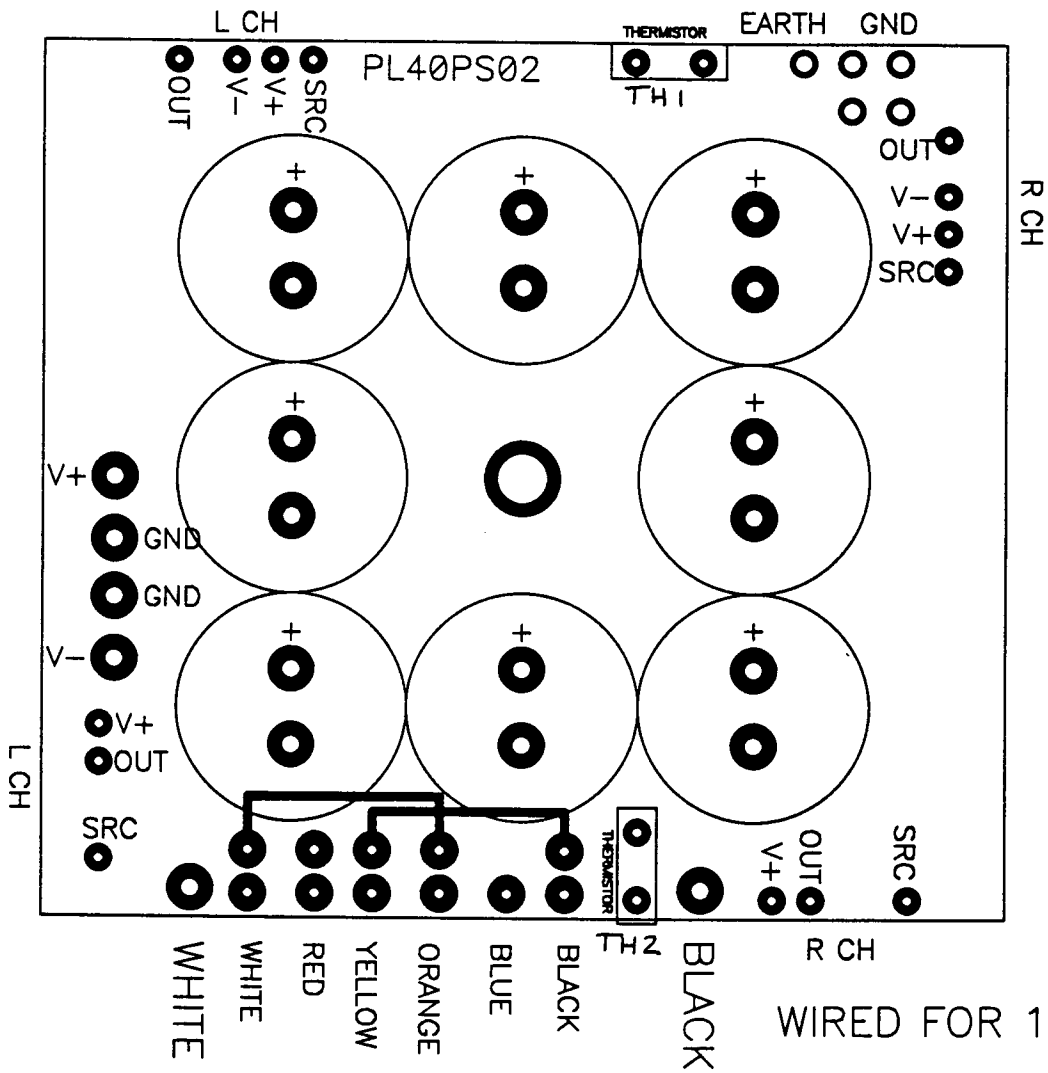 L CH
THERMISTOR
EARTH GND
PL40PS02
TH1
OUT
V-
V+
SRC
OUT
V-
V+
SRC
R CH
+
+
+
+
+
V+
GND
GND
V-
+
+
+
V+
OUT
L CH
SRC
THERMISTOR
TH2
V+
OUT
SRC
R CH
WHITE
WHITE
RED
YELLOW
ORANGE
BLUE
BLACK
BLACK
WIRED FOR 1